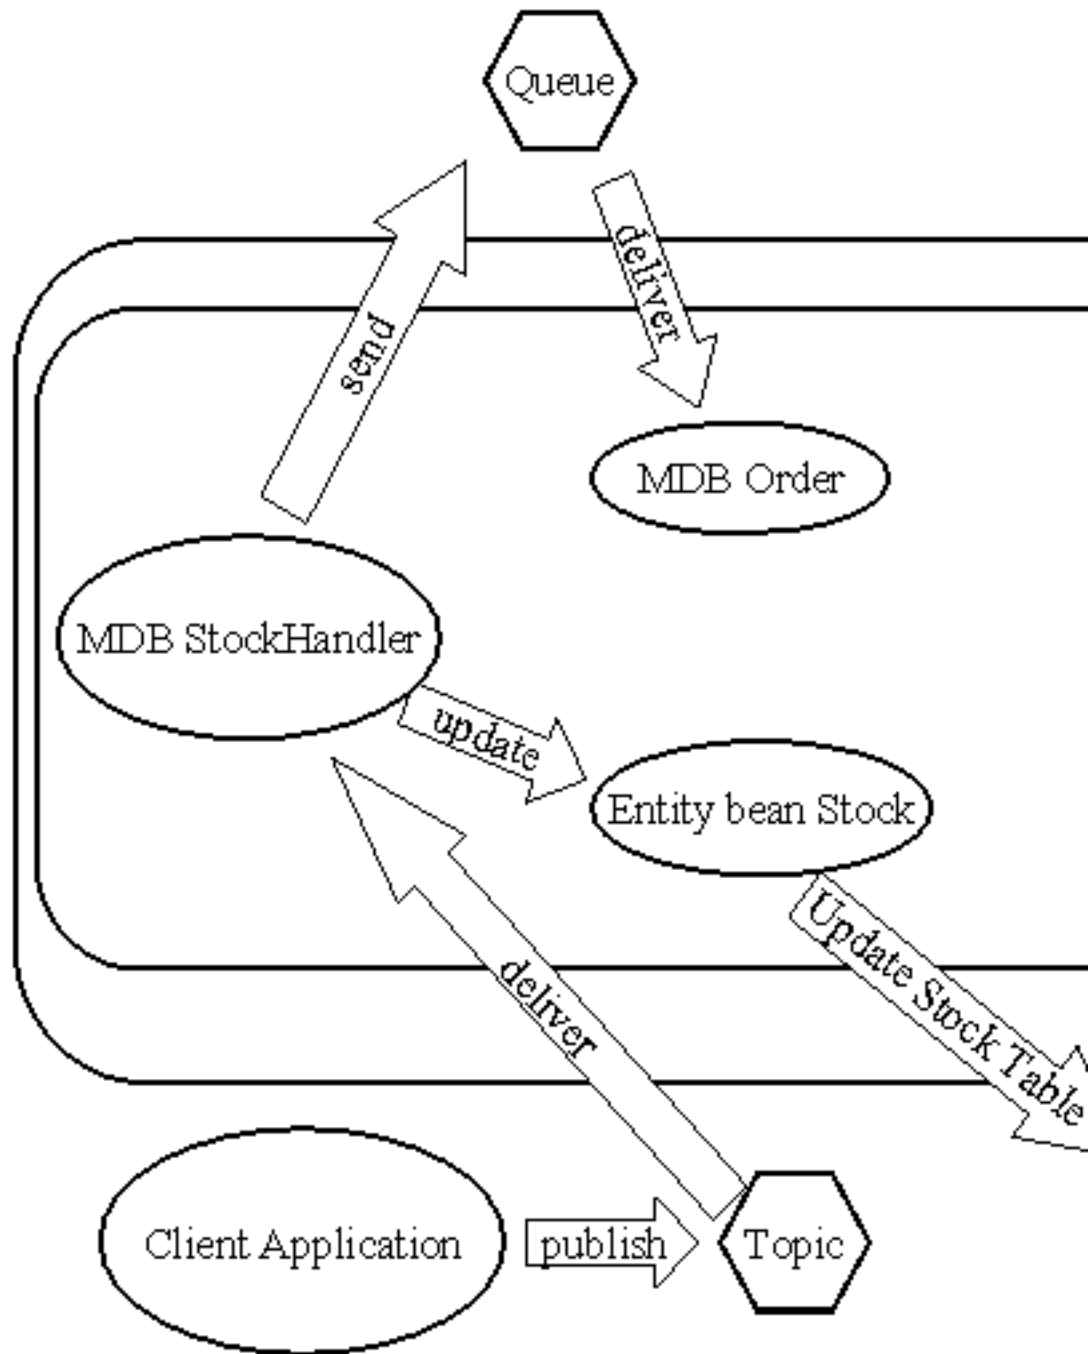 Queue
deliver
send
MDB Order
MDB StockHandler
update
Entity bean Stock
Update Stock Table
deliver
Client Application
publish
Topic